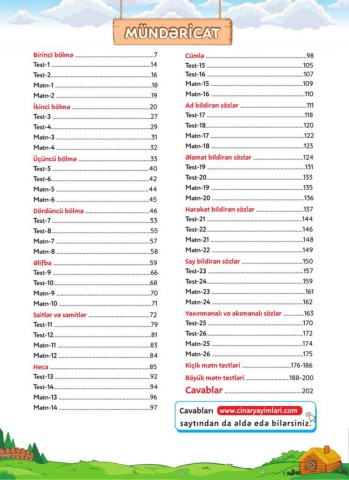 MÜNDƏRİCAT
Birinci bölmə 7
Test-1 14
Test-2 16
Mətn-1 18
Mətn-2 19
İkinci bölmə 20
Test-3 27
Test-4 29
Mətn-3 31
Mətn-4 32
Üçüncü bölmə 33
Test-5 40
Test-6 42
Mətn-5 44
Mətn-6 45
Dördüncü bölmə 46
Test-7 53
Test-8 55
Mətn-7 57
Mətn-8 58
Əlifba 59
Test-9 66
Test-10 68
Mətn-9 70
Mətn-10 71
Saitlər və samitlər 72
Test-11 79
Test-12 81
Mətn-11 83
Mətn-12 84
Heca 85
Test-13 92
Test-14 94
Mətn-13 96
Mətn-14 97
Cümlə 98
Test-15 105
Test-16 107
Mətn-15 109
Mətn-16 110
Ad bildirən sözlər 111
Test-17 118
Test-18 120
Mətn-17 122
Mətn-18 123
Əlamət bildirən sözlər 124
Test-19 131
Test-20 133
Mətn-19 135
Mətn-20 136
Hərəkət bildirən sözlər 137
Test-21 144
Test-22 146
Mətn-21 148
Mətn-22 149
Say bildirən sözlər 150
Test-23 157
Test-24 159
Mətn-23 161
Mətn-24 162
Yaxınmənalı və əksmənalı sözlər 163
Test-25 170
Test-26 172
Mətn-25 174
Mətn-26 175
Kiçik mətn testləri 176-186
Böyük mətn testləri 188-200
Cavablar 202
Cavabları www.cinaryayimlari.com
saytından da əldə edə bilərsiniz.